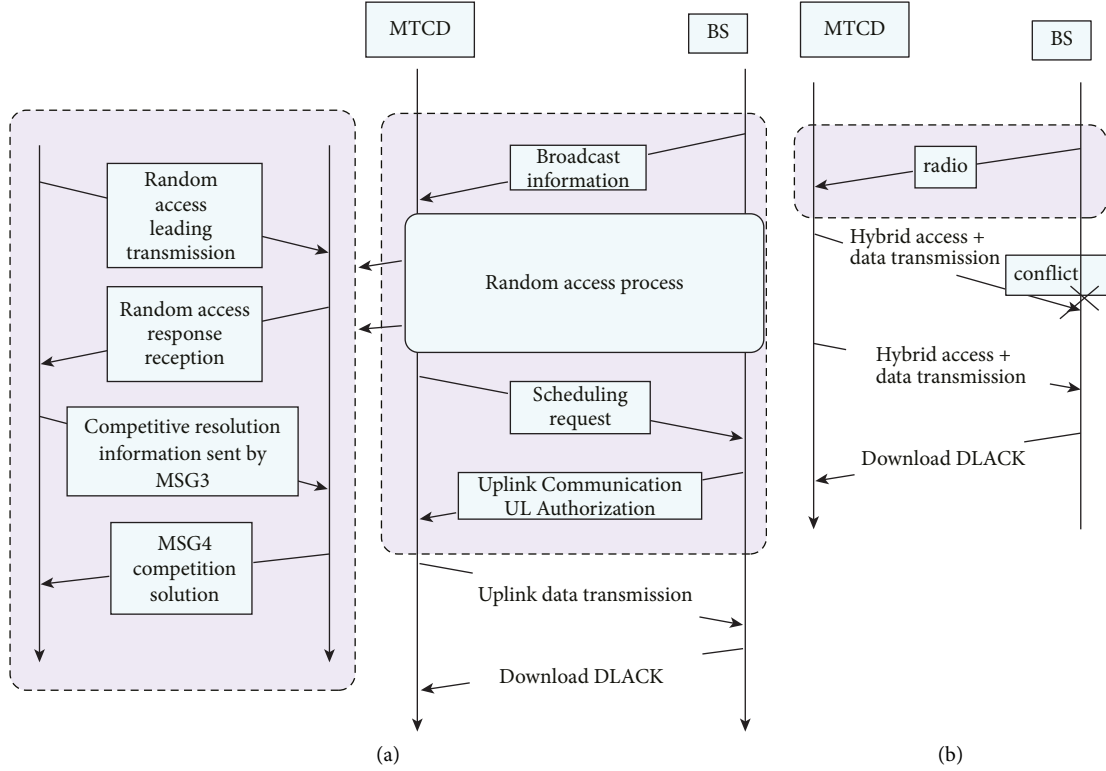 MTCD
BS
Random
access
leading
transmission
Random access
response
reception
Competitive resolution
information sent by
MSG3
MSG4
competition
solution
Broadcast
information
Random access process
Scheduling
request
Uplink Communication
UL Authorization
Uplink data transmission
Download DLACK
(a)
MTCD
BS
radio
Hybrid access +
data transmission
conflict
Hybrid access +
data transmission
Download DLACK
(b)